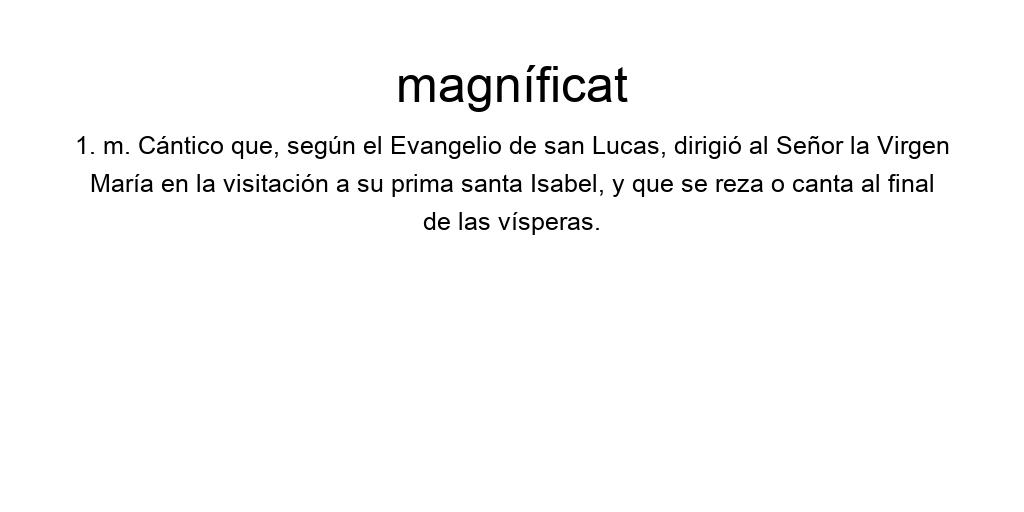 magníficat
1. m. Cántico que, según el Evangelio de san Lucas, dirigió al Señor la Virgen
María en la visitación a su prima santa Isabel, y que se reza o canta al final
de las vísperas.